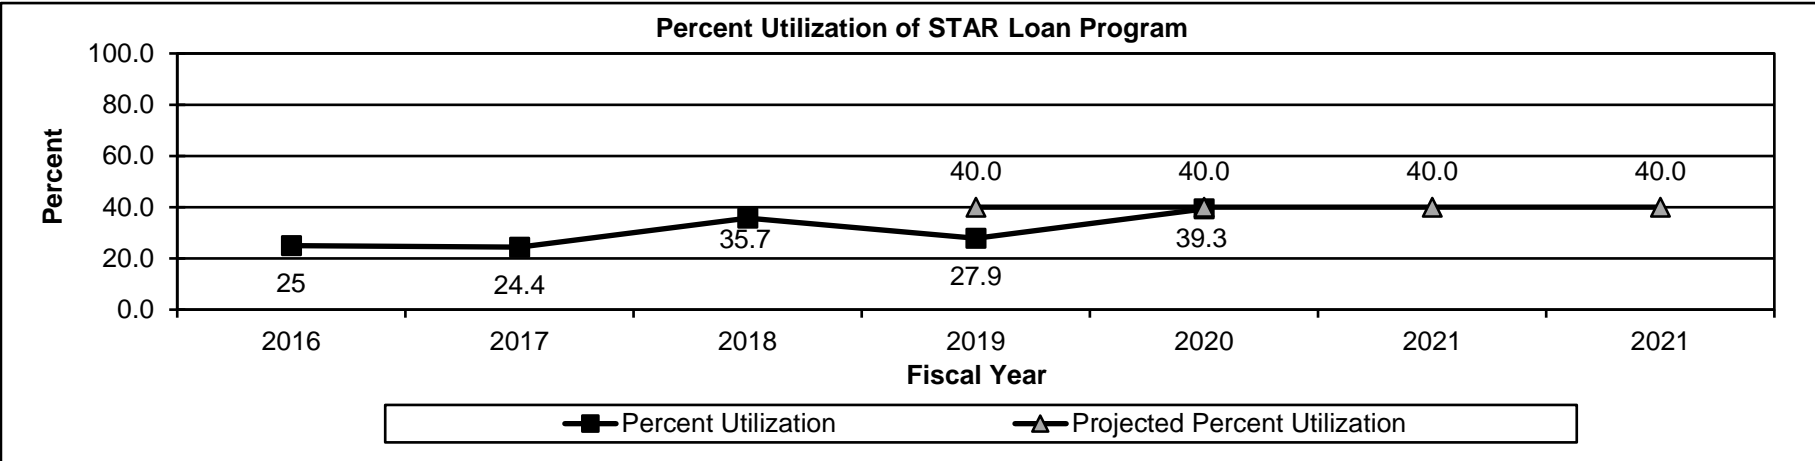 Percent Utilization of STAR Loan Program
100.0
80.0
60.0
40.0
20.0
0.0
Percent
40.0 40.0 40.0 40.0
25 24.4 35.7 27.9 39.3
2016 2017 2018 2019 2020 2021 2021
Fiscal Year
Percent Utilization Projected Percent Utilization